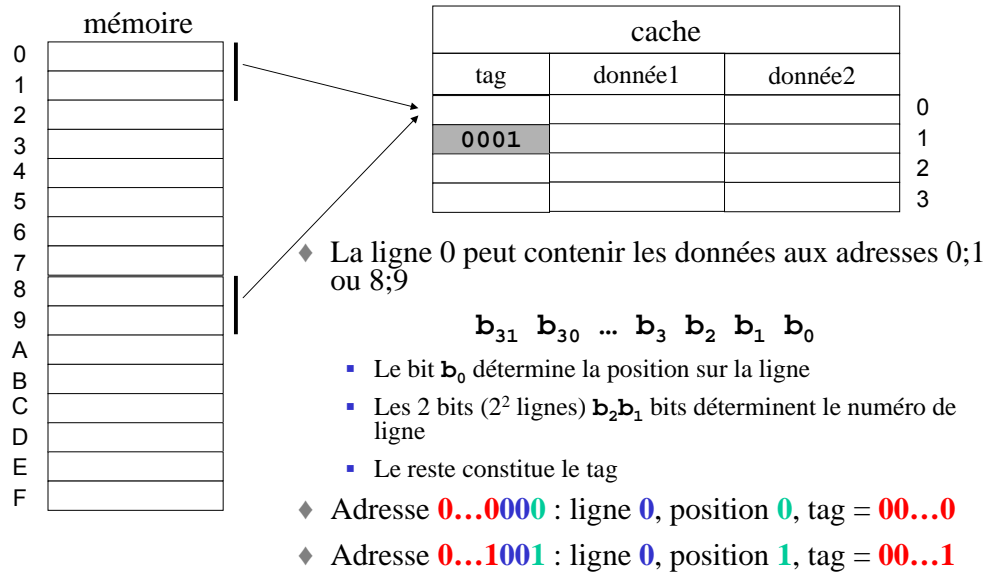 mémoire
0
1
2
3
4
5
6
7
8
9
A
B
C
D
E
F
cache
tag donnée1 donnée2
0
0001 1
2
3
♦ La ligne 0 peut contenir les données aux adresses 0;1
ou 8;9
b₃₁ b₃₀ … b₃ b₂ b₁ b₀
▪ Le bit b₀ détermine la position sur la ligne
▪ Les 2 bits (2² lignes) b₂b₁ bits déterminent le numéro de
ligne
▪ Le reste constitue le tag
♦ Adresse 0…0000 : ligne 0, position 0, tag = 00…0
♦ Adresse 0…1001 : ligne 0, position 1, tag = 00…1